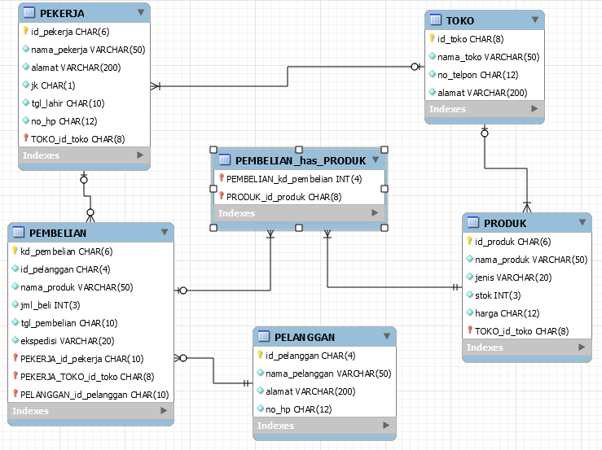 PEKERJA
id_pekerja CHAR(6)
nama_pekerja VARCHAR(50)
alamat VARCHAR(200)
jk CHAR(1)
tgl_lahir CHAR(10)
no_hp CHAR(12)
TOKO_id_toko CHAR(8)
Indexes
TOKO
id_toko CHAR(8)
nama_toko VARCHAR(50)
no_telpon CHAR(12)
alamat VARCHAR(200)
Indexes
PEMBELIAN_has_PRODUK
PEMBELIAN_kd_pembelian INT(4)
PRODUK_id_produk CHAR(8)
Indexes
PEMBELIAN
kd_pembelian CHAR(6)
id_pelanggan CHAR(4)
nama_produk VARCHAR(50)
jml_beli INT(3)
tgl_pembelian CHAR(10)
ekspedisi VARCHAR(20)
PEKERJA_id_pekerja CHAR(10)
PEKERJA_TOKO_id_toko CHAR(8)
PELANGGAN_id_pelanggan CHAR(10)
Indexes
PRODUK
id_produk CHAR(6)
nama_produk VARCHAR(50)
jenis VARCHAR(20)
stok INT(3)
harga CHAR(12)
TOKO_id_toko CHAR(8)
Indexes
PELANGGAN
id_pelanggan CHAR(4)
nama_pelanggan VARCHAR(50)
alamat VARCHAR(200)
no_hp CHAR(12)
Indexes